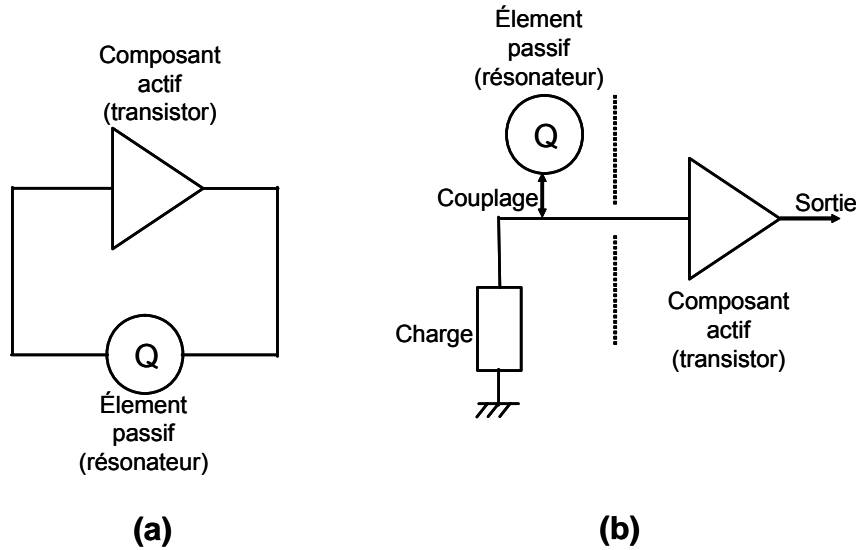 Composant
actif
(transistor)
Q
Élement
passif
(résonateur)
(a)
Élement
passif
(résonateur)
Q
Couplage
Sortie
Charge
Composant
actif
(transistor)
(b)